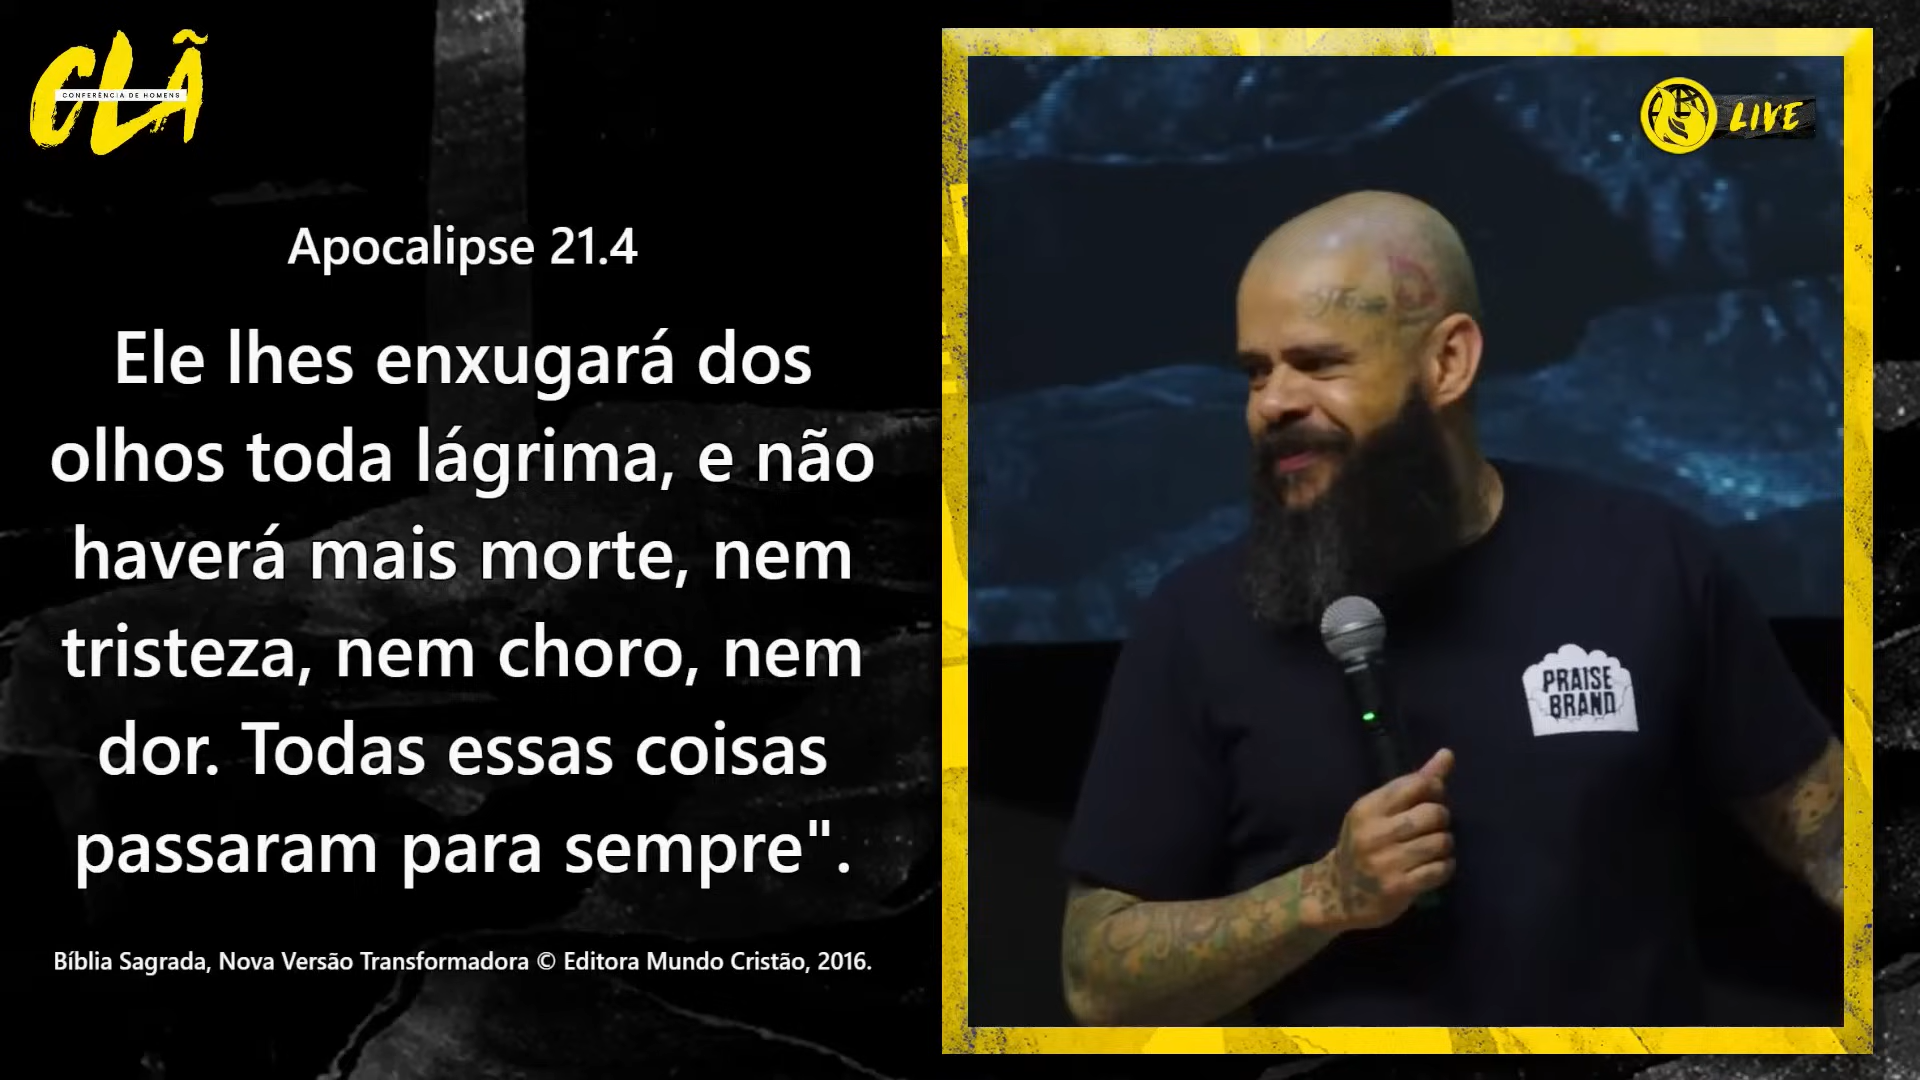 CLÃ
CONFERÊNCIA DE HOMENS
LIVE
Apocalipse 21.4
Ele lhes enxugará dos
olhos toda lágrima, e não
haverá mais morte, nem
tristeza, nem choro, nem
dor. Todas essas coisas
passaram para sempre".
Bíblia Sagrada, Nova Versão Transformadora © Editora Mundo Cristão, 2016.
PRAISE
BRAND